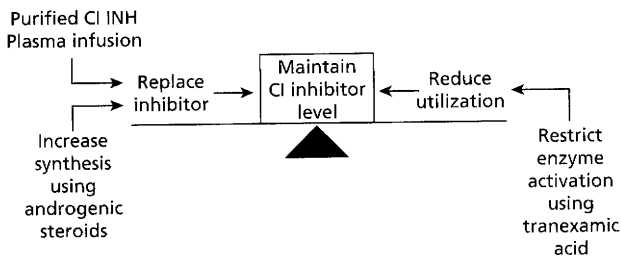 Purified CI INH
Plasma infusion
Replace
inhibitor
Increase
synthesis
using
androgenic
steroids
Maintain
CI inhibitor
level
Reduce
utilization
Restrict
enzyme
activation
using
tranexamic
acid